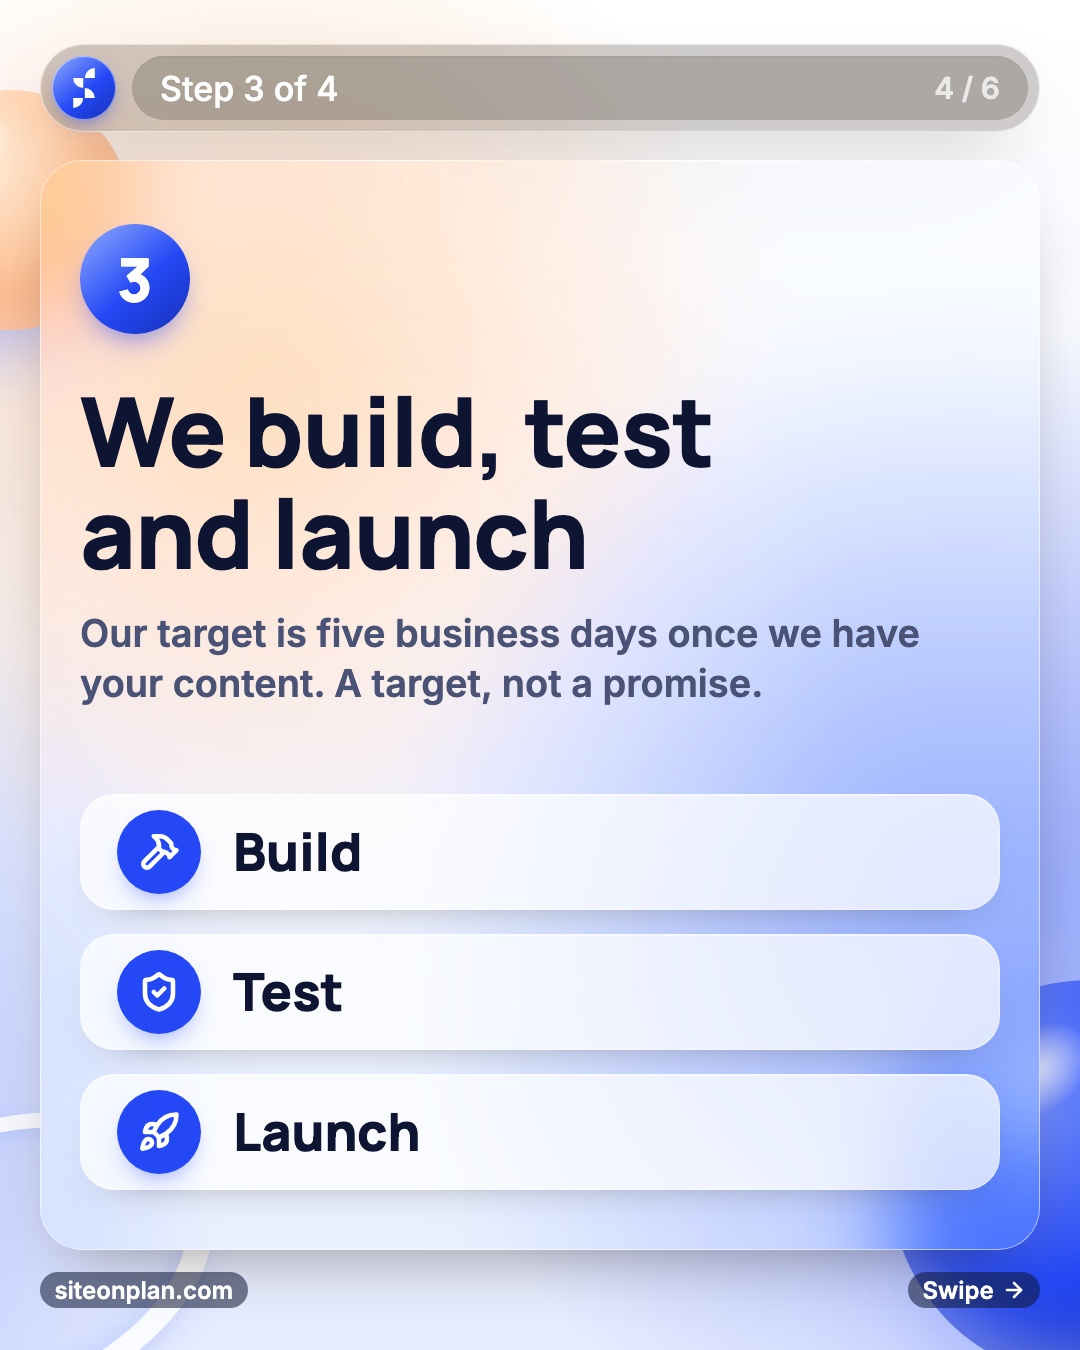 Step 3 of 4
4 / 6
3
We build, test
and launch
Our target is five business days once we have
your content. A target, not a promise.
Build
Test
Launch
siteonplan.com
Swipe →